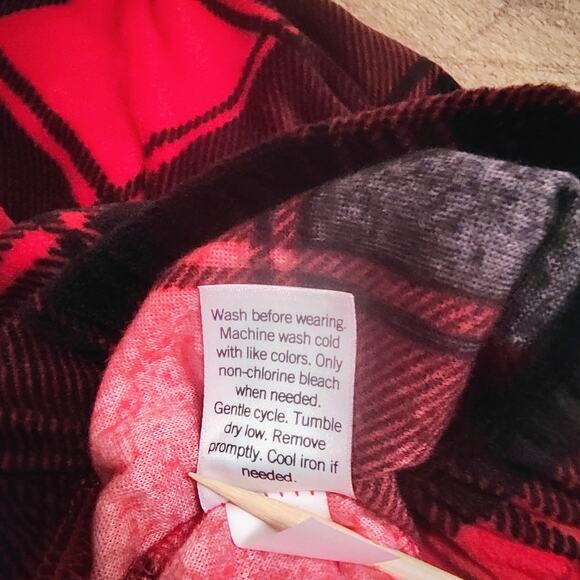 Wash before wearing.
Machine wash cold
with like colors. Only
non-chlorine bleach
when needed.
Gentle cycle. Tumble
dry low. Remove
promptly. Cool iron if
needed.